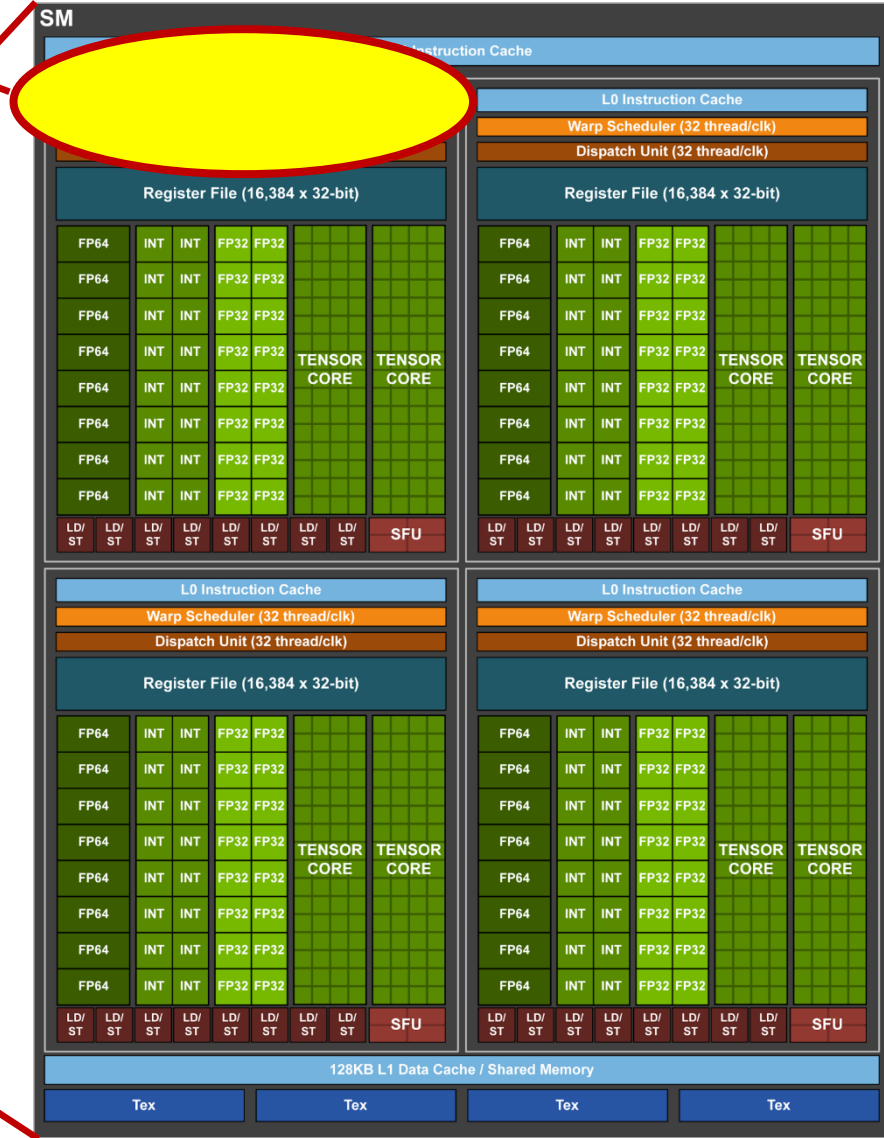 SM
Instruction Cache
L0 Instruction Cache
Warp Scheduler (32 thread/clk)
Dispatch Unit (32 thread/clk)
Register File (16,384 x 32-bit)
Register File (16,384 x 32-bit)
FP64 INT INT FP32 FP32 FP64 INT INT FP32 FP32
FP64 INT INT FP32 FP32 FP64 INT INT FP32 FP32
FP64 INT INT FP32 FP32 FP64 INT INT FP32 FP32
FP64 INT INT FP32 FP32 TENSOR CORE TENSOR CORE FP64 INT INT FP32 FP32 TENSOR CORE TENSOR CORE
FP64 INT INT FP32 FP32 FP64 INT INT FP32 FP32
FP64 INT INT FP32 FP32 FP64 INT INT FP32 FP32
FP64 INT INT FP32 FP32 FP64 INT INT FP32 FP32
FP64 INT INT FP32 FP32 FP64 INT INT FP32 FP32
LD/ST LD/ST LD/ST LD/ST LD/ST LD/ST LD/ST LD/ST SFU LD/ST LD/ST LD/ST LD/ST LD/ST LD/ST LD/ST LD/ST SFU
L0 Instruction Cache L0 Instruction Cache
Warp Scheduler (32 thread/clk) Warp Scheduler (32 thread/clk)
Dispatch Unit (32 thread/clk) Dispatch Unit (32 thread/clk)
Register File (16,384 x 32-bit) Register File (16,384 x 32-bit)
FP64 INT INT FP32 FP32 FP64 INT INT FP32 FP32
FP64 INT INT FP32 FP32 FP64 INT INT FP32 FP32
FP64 INT INT FP32 FP32 FP64 INT INT FP32 FP32
FP64 INT INT FP32 FP32 TENSOR CORE TENSOR CORE FP64 INT INT FP32 FP32 TENSOR CORE TENSOR CORE
FP64 INT INT FP32 FP32 FP64 INT INT FP32 FP32
FP64 INT INT FP32 FP32 FP64 INT INT FP32 FP32
FP64 INT INT FP32 FP32 FP64 INT INT FP32 FP32
FP64 INT INT FP32 FP32 FP64 INT INT FP32 FP32
LD/ST LD/ST LD/ST LD/ST LD/ST LD/ST LD/ST LD/ST SFU LD/ST LD/ST LD/ST LD/ST LD/ST LD/ST LD/ST LD/ST SFU
128KB L1 Data Cache / Shared Memory
Tex Tex Tex Tex